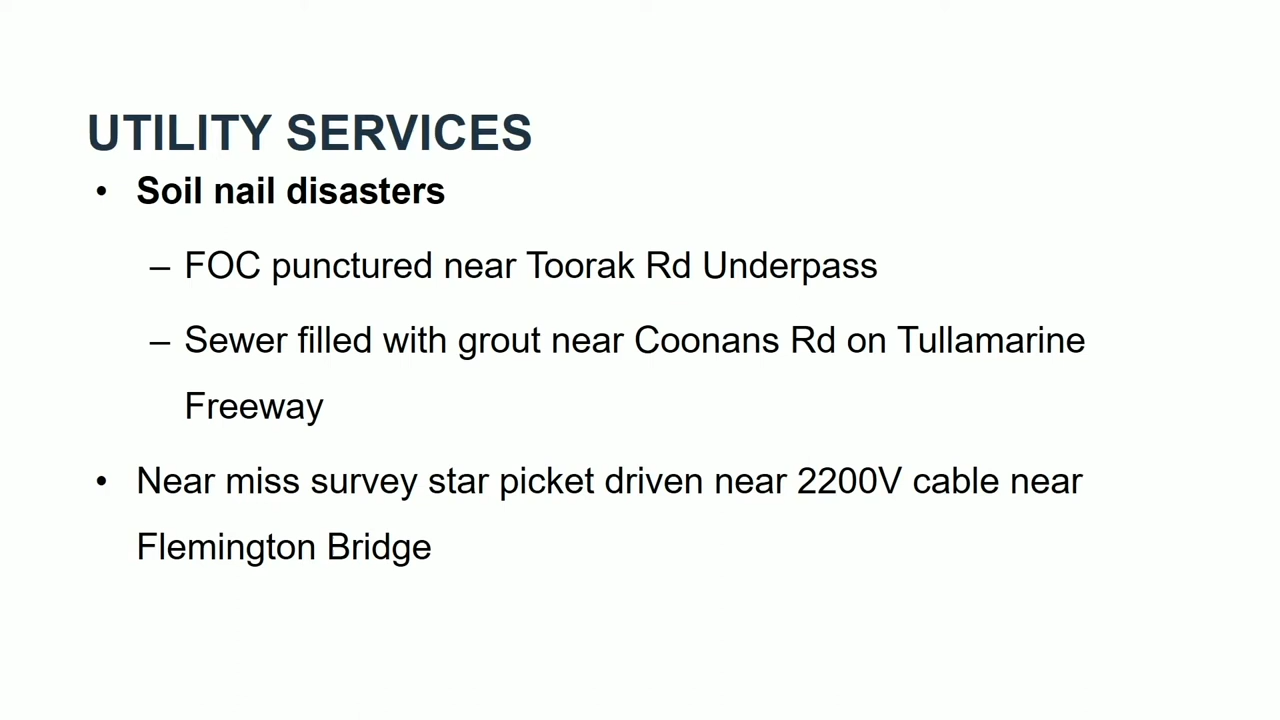 UTILITY SERVICES
• Soil nail disasters
– FOC punctured near Toorak Rd Underpass
– Sewer filled with grout near Coonans Rd on Tullamarine
Freeway
• Near miss survey star picket driven near 2200V cable near
Flemington Bridge